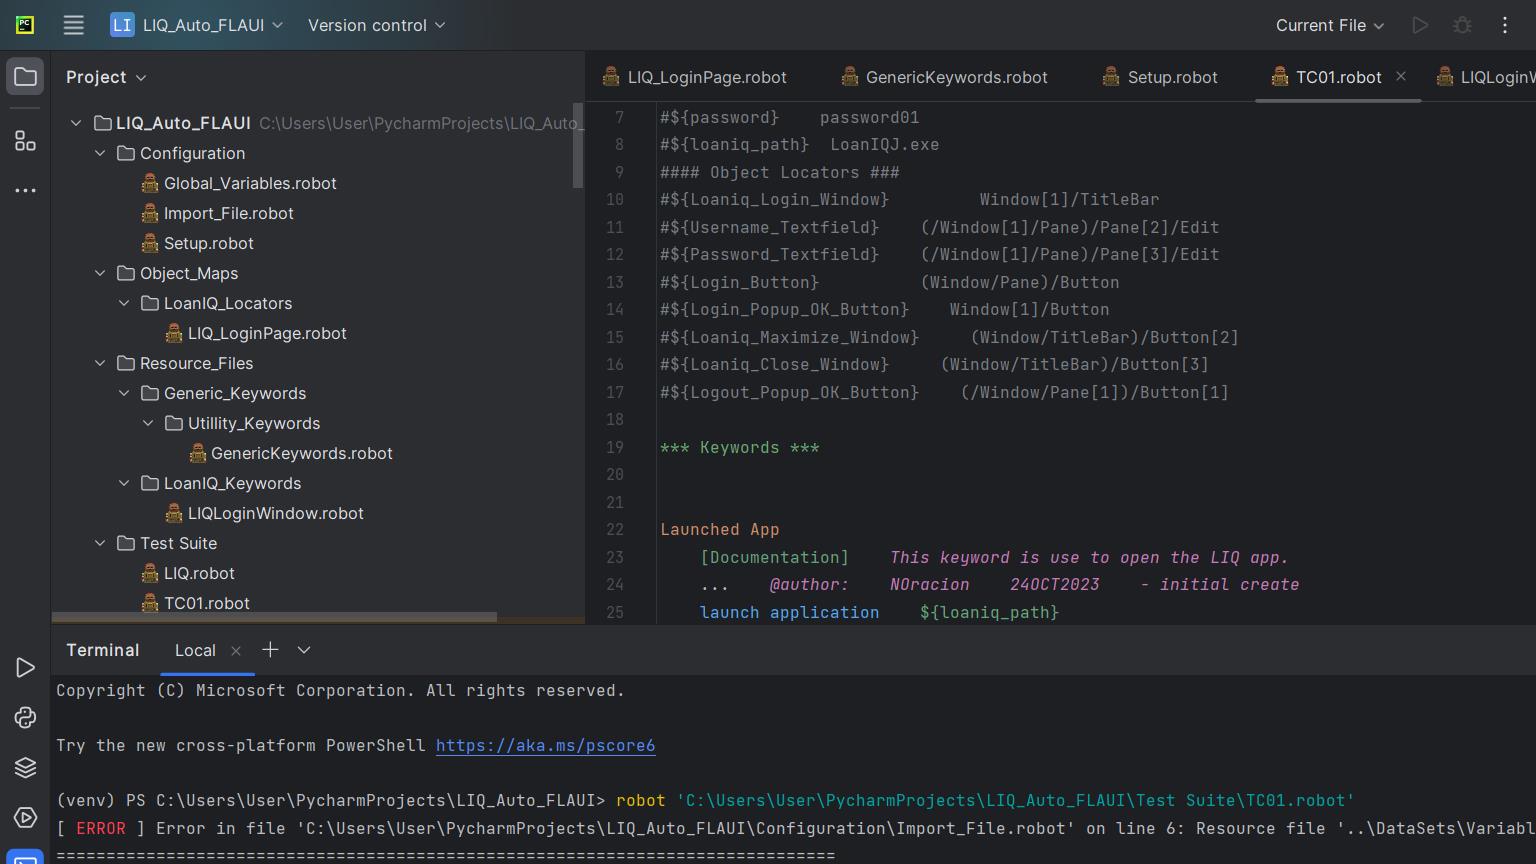 PC
LI LIQ_Auto_FLAUI Version control Current File
Project
LIQ_LoginPage.robot GenericKeywords.robot Setup.robot TC01.robot LIQLoginW
LIQ_Auto_FLAUI C:\Users\User\PycharmProjects\LIQ_Auto_
Configuration
Global_Variables.robot
Import_File.robot
Setup.robot
Object_Maps
LoanIQ_Locators
LIQ_LoginPage.robot
Resource_Files
Generic_Keywords
Utillity_Keywords
GenericKeywords.robot
LoanIQ_Keywords
LIQLoginWindow.robot
Test Suite
LIQ.robot
TC01.robot
7 #${password}    password01
8 #${loaniq_path}  LoanIQJ.exe
9 #### Object Locators ###
10 #${Loaniq_Login_Window}         Window[1]/TitleBar
11 #${Username_Textfield}    (/Window[1]/Pane)/Pane[2]/Edit
12 #${Password_Textfield}    (/Window[1]/Pane)/Pane[3]/Edit
13 #${Login_Button}          (Window/Pane)/Button
14 #${Login_Popup_OK_Button}    Window[1]/Button
15 #${Loaniq_Maximize_Window}     (Window/TitleBar)/Button[2]
16 #${Loaniq_Close_Window}     (Window/TitleBar)/Button[3]
17 #${Logout_Popup_OK_Button}    (/Window/Pane[1])/Button[1]
18
19 *** Keywords ***
20
21
22 Launched App
23     [Documentation]    This keyword is use to open the LIQ app.
24     ...    @author:    NOracion    24OCT2023    - initial create
25     launch application    ${loaniq_path}
Terminal Local
Copyright (C) Microsoft Corporation. All rights reserved.
Try the new cross-platform PowerShell https://aka.ms/pscore6
(venv) PS C:\Users\User\PycharmProjects\LIQ_Auto_FLAUI> robot 'C:\Users\User\PycharmProjects\LIQ_Auto_FLAUI\Test Suite\TC01.robot'
[ ERROR ] Error in file 'C:\Users\User\PycharmProjects\LIQ_Auto_FLAUI\Configuration\Import_File.robot' on line 6: Resource file '..\DataSets\Variabl
==============================================================================